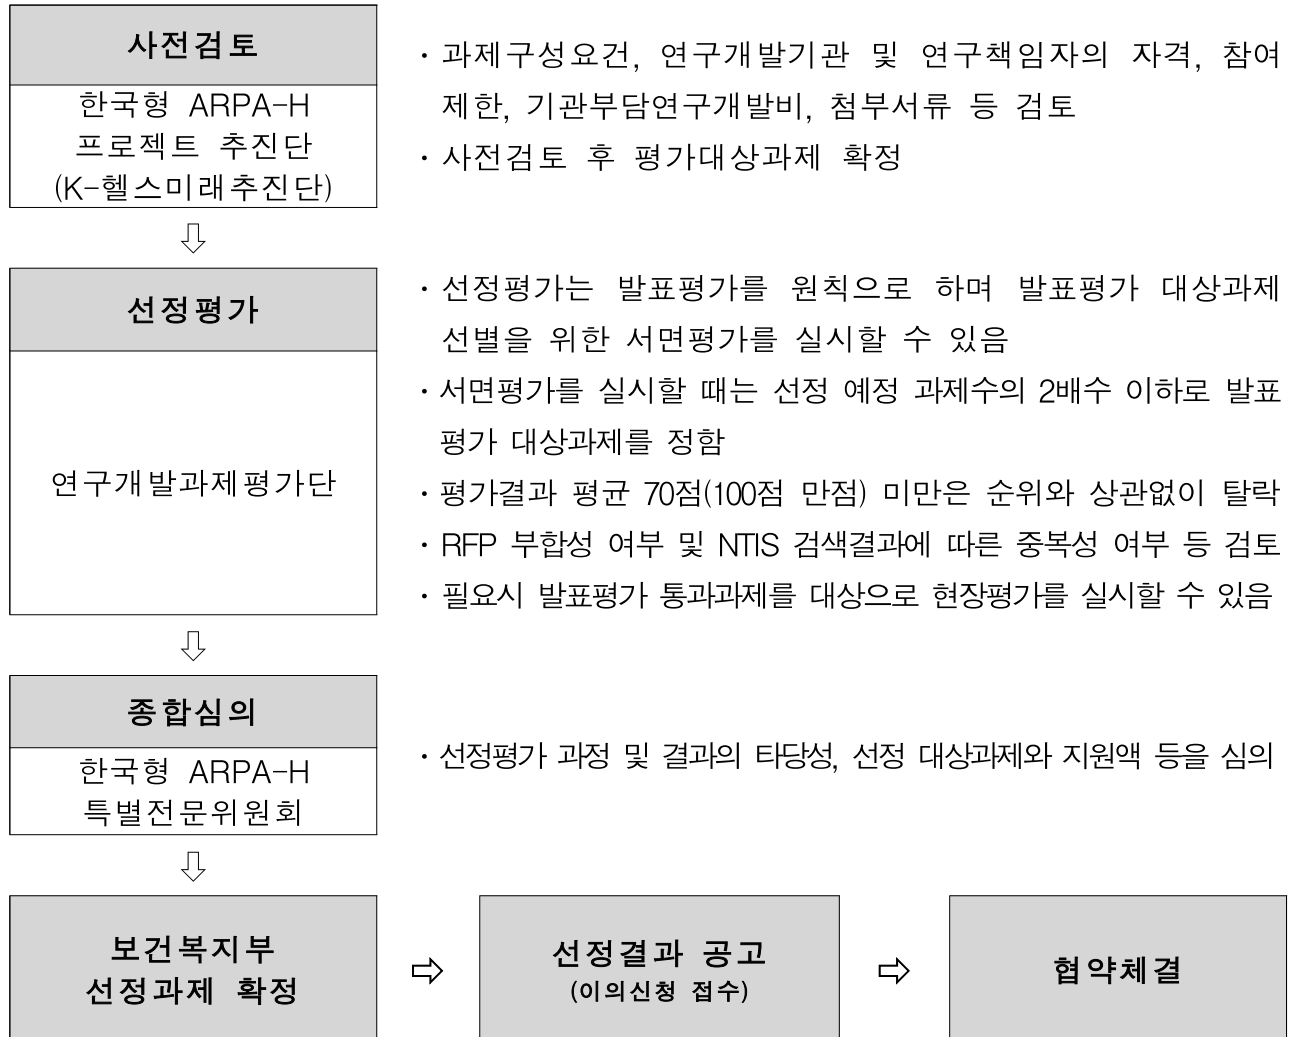 사전검토
한국형 ARPA-H
프로젝트 추진단
(K-헬스미래추진단)
· 과제구성요건, 연구개발기관 및 연구책임자의 자격, 참여
제한, 기관부담연구개발비, 첨부서류 등 검토
· 사전검토 후 평가대상과제 확정
⇩
선정평가
연구개발과제평가단
· 선정평가는 발표평가를 원칙으로 하며 발표평가 대상과제
선별을 위한 서면평가를 실시할 수 있음
· 서면평가를 실시할 때는 선정 예정 과제수의 2배수 이하로 발표
평가 대상과제를 정함
· 평가결과 평균 70점(100점 만점) 미만은 순위와 상관없이 탈락
· RFP 부합성 여부 및 NTIS 검색결과에 따른 중복성 여부 등 검토
· 필요시 발표평가 통과과제를 대상으로 현장평가를 실시할 수 있음
⇩
종합심의
한국형 ARPA-H
특별전문위원회
· 선정평가 과정 및 결과의 타당성, 선정 대상과제와 지원액 등을 심의
⇩
보건복지부
선정과제 확정
⇨
선정결과 공고
(이의신청 접수)
⇨
협약체결